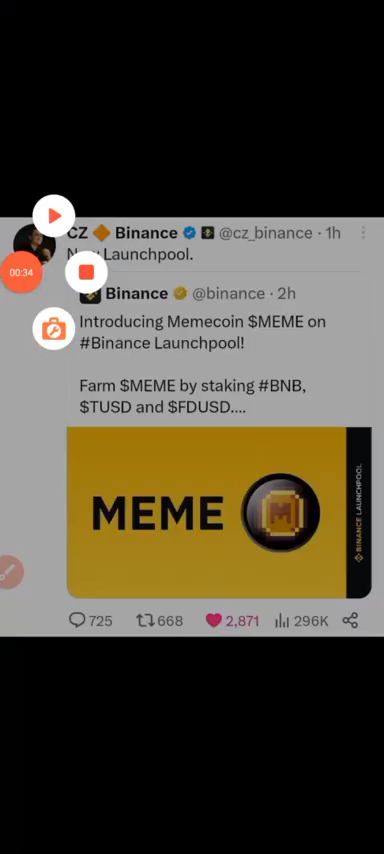 CZ 🔶 Binance @cz_binance · 1h
New Launchpool.
00:34
Binance @binance · 2h
Introducing Memecoin $MEME on
#Binance Launchpool!
Farm $MEME by staking #BNB,
$TUSD and $FDUSD....
MEME
M
BINANCE LAUNCHPOOL
725 668 2,871 296K